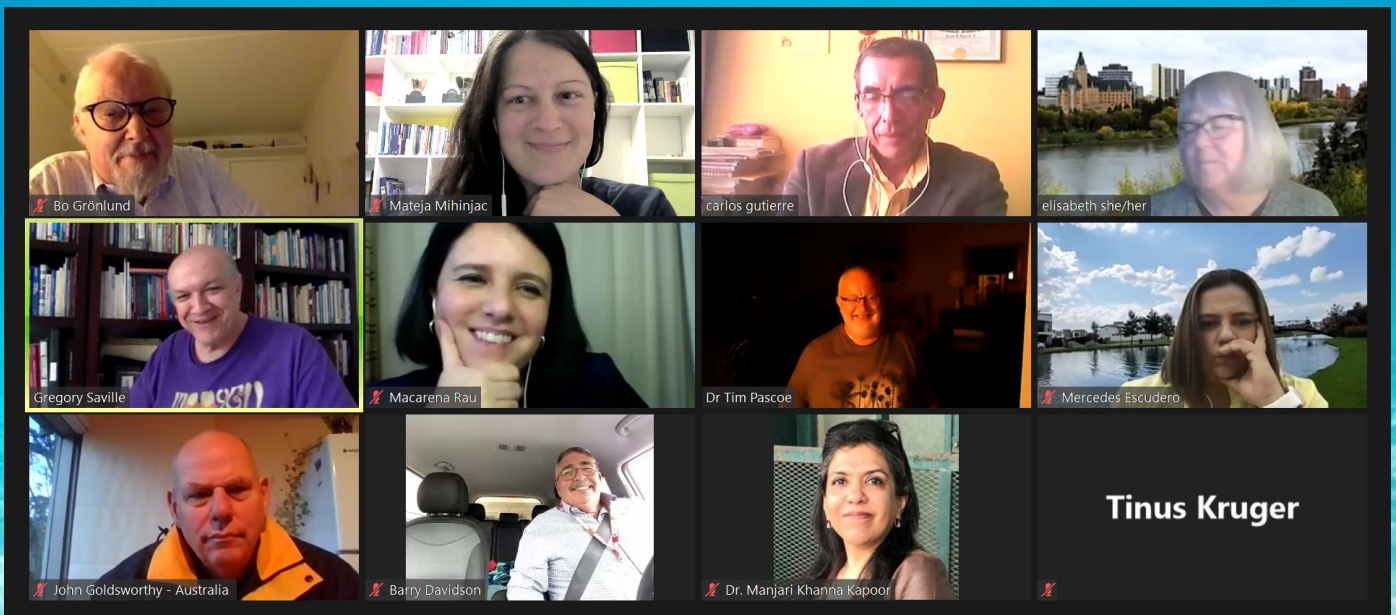 Bo Grönlund
Mateja Mihinjac
carlos gutierre
elisabeth she/her
Gregory Saville
Macarena Rau
Dr Tim Pascoe
Mercedes Escudero
John Goldsworthy - Australia
Barry Davidson
Dr. Manjari Khanna Kapoor
Tinus Kruger